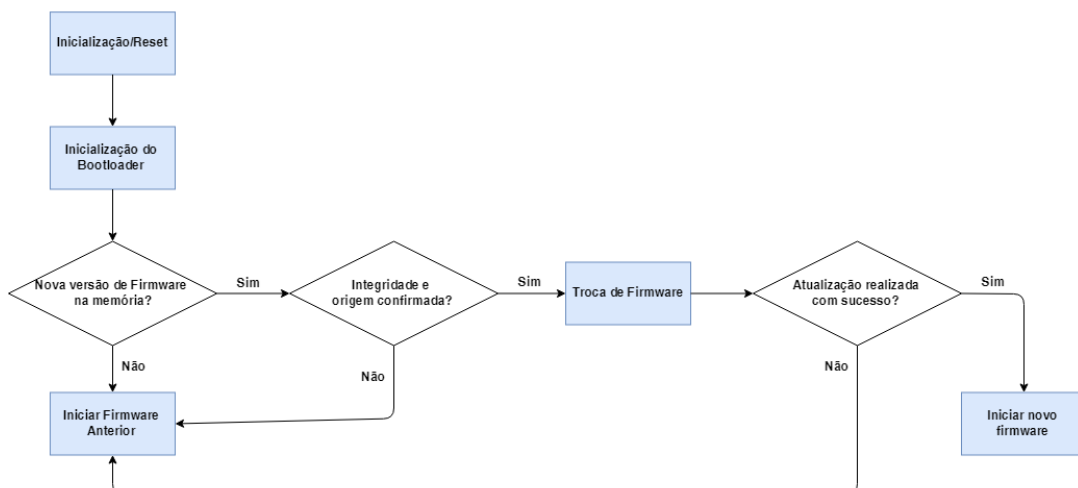 Inicialização/Reset
Inicialização do
Bootloader
Nova versão de Firmware
na memória?
Sim
Integridade e
origem confirmada?
Sim
Troca de Firmware
Atualização realizada
com sucesso?
Sim
Não
Não
Não
Iniciar Firmware
Anterior
Iniciar novo
firmware